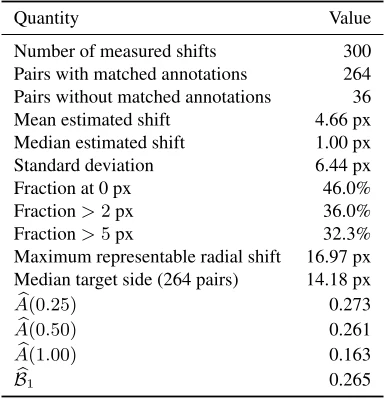 Quantity Value
Number of measured shifts 300
Pairs with matched annotations 264
Pairs without matched annotations 36
Mean estimated shift 4.66 px
Median estimated shift 1.00 px
Standard deviation 6.44 px
Fraction at 0 px 46.0%
Fraction > 2 px 36.0%
Fraction > 5 px 32.3%
Maximum representable radial shift 16.97 px
Median target side (264 pairs) 14.18 px
Â(0.25) 0.273
Â(0.50) 0.261
Â(1.00) 0.163
ℬ̂₁ 0.265